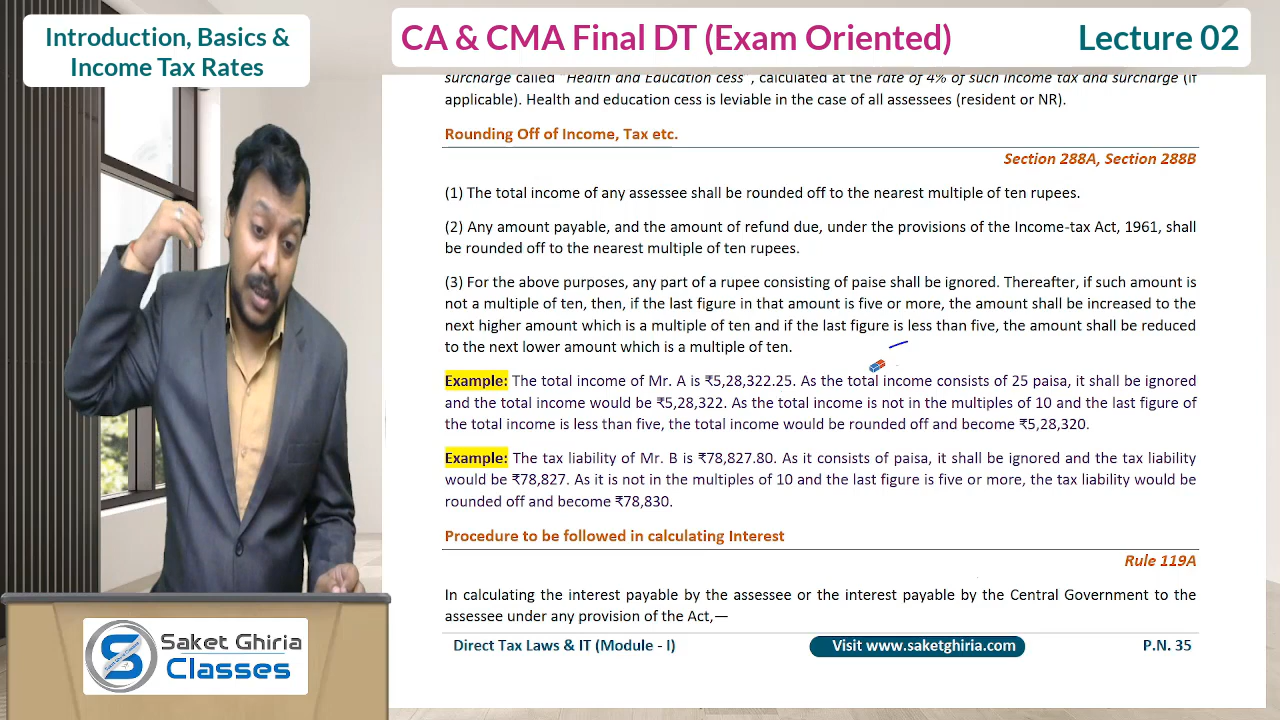 Introduction, Basics &
Income Tax Rates
CA & CMA Final DT (Exam Oriented)
Lecture 02
surcharge called "Health and Education cess", calculated at the rate of 4% of such income tax and surcharge (if
applicable). Health and education cess is leviable in the case of all assessees (resident or NR).
Rounding Off of Income, Tax etc.
Section 288A, Section 288B
(1) The total income of any assessee shall be rounded off to the nearest multiple of ten rupees.
(2) Any amount payable, and the amount of refund due, under the provisions of the Income-tax Act, 1961, shall
be rounded off to the nearest multiple of ten rupees.
(3) For the above purposes, any part of a rupee consisting of paise shall be ignored. Thereafter, if such amount is
not a multiple of ten, then, if the last figure in that amount is five or more, the amount shall be increased to the
next higher amount which is a multiple of ten and if the last figure is less than five, the amount shall be reduced
to the next lower amount which is a multiple of ten.
Example: The total income of Mr. A is ₹5,28,322.25. As the total income consists of 25 paisa, it shall be ignored
and the total income would be ₹5,28,322. As the total income is not in the multiples of 10 and the last figure of
the total income is less than five, the total income would be rounded off and become ₹5,28,320.
Example: The tax liability of Mr. B is ₹78,827.80. As it consists of paisa, it shall be ignored and the tax liability
would be ₹78,827. As it is not in the multiples of 10 and the last figure is five or more, the tax liability would be
rounded off and become ₹78,830.
Procedure to be followed in calculating Interest
Rule 119A
In calculating the interest payable by the assessee or the interest payable by the Central Government to the
assessee under any provision of the Act,—
Direct Tax Laws & IT (Module - I)
Visit www.saketghiria.com
P.N. 35
Saket Ghiria
Classes